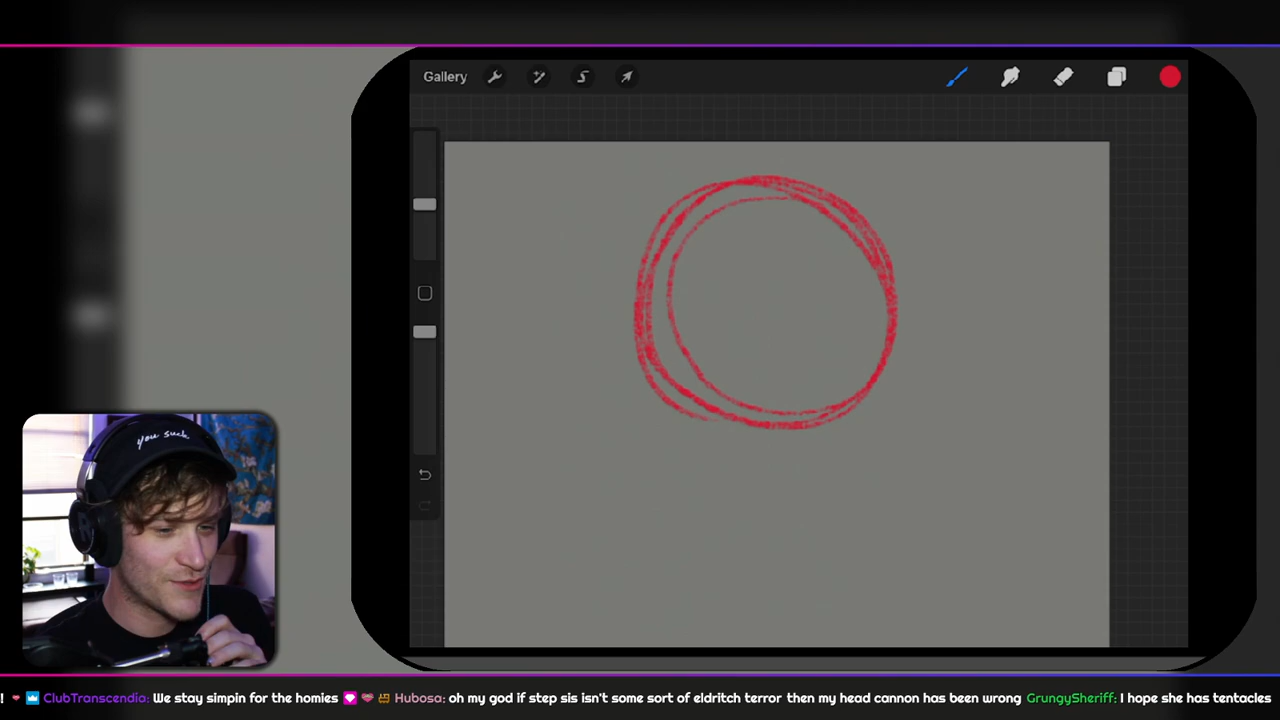 Gallery
you suck
! ClubTranscendia: We stay simpin for the homies Hubosa: oh my god if step sis isn't some sort of eldritch terror then my head cannon has been wrong GrungySheriff: I hope she has tentacles